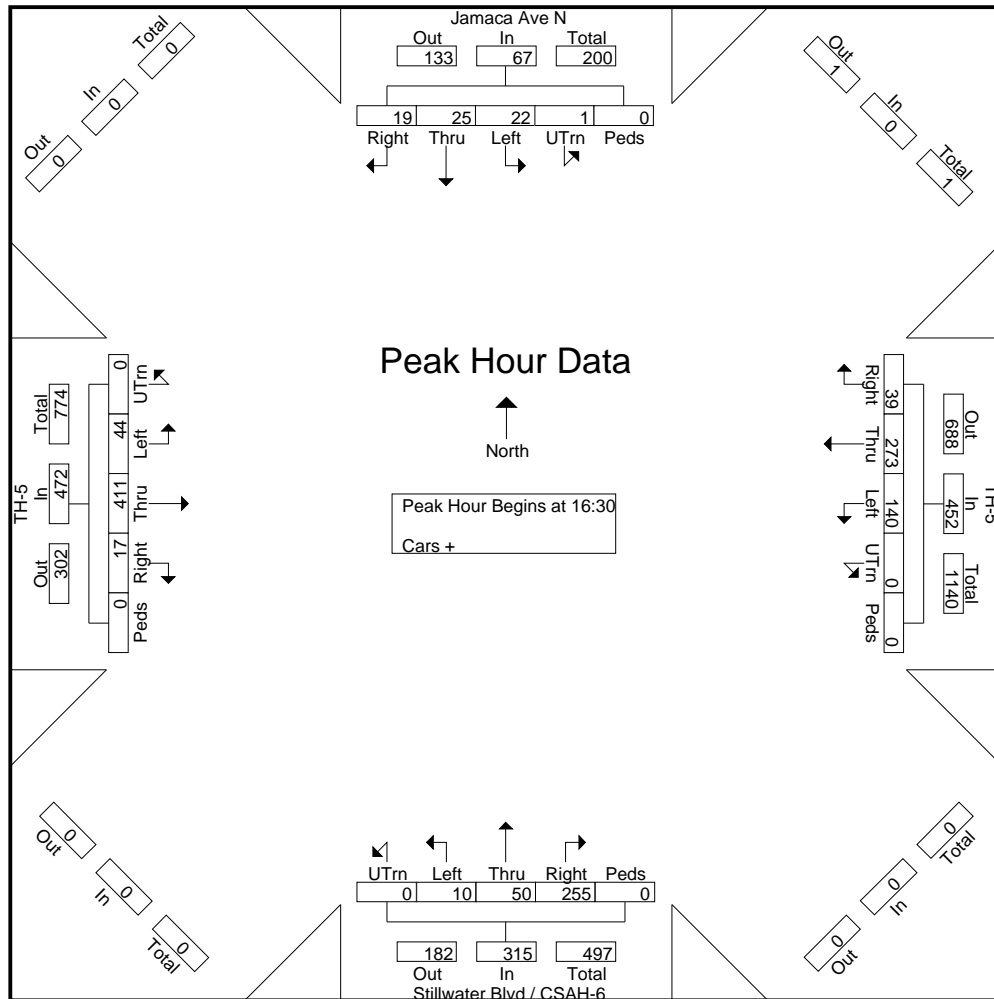 Jamaca Ave N
Out In Total
133 67 200
19 25 22 1 0
Right Thru Left UTrn Peds
Total
0
In
0
Out
0
Out
1
In
0
Total
1
Peak Hour Data
North
Peak Hour Begins at 16:30
Cars +
TH-5
Total In Out
774 472 302
0 44 411 17 0
UTrn Left Thru Right Peds
Right Thru Left UTrn Peds
39 273 140 0 0
Out In Total
688 452 1140
TH-5
Out
0
In
0
Total
0
Total
0
In
0
Out
0
UTrn Left Thru Right Peds
0 10 50 255 0
182 315 497
Out In Total
Stillwater Blvd / CSAH-6